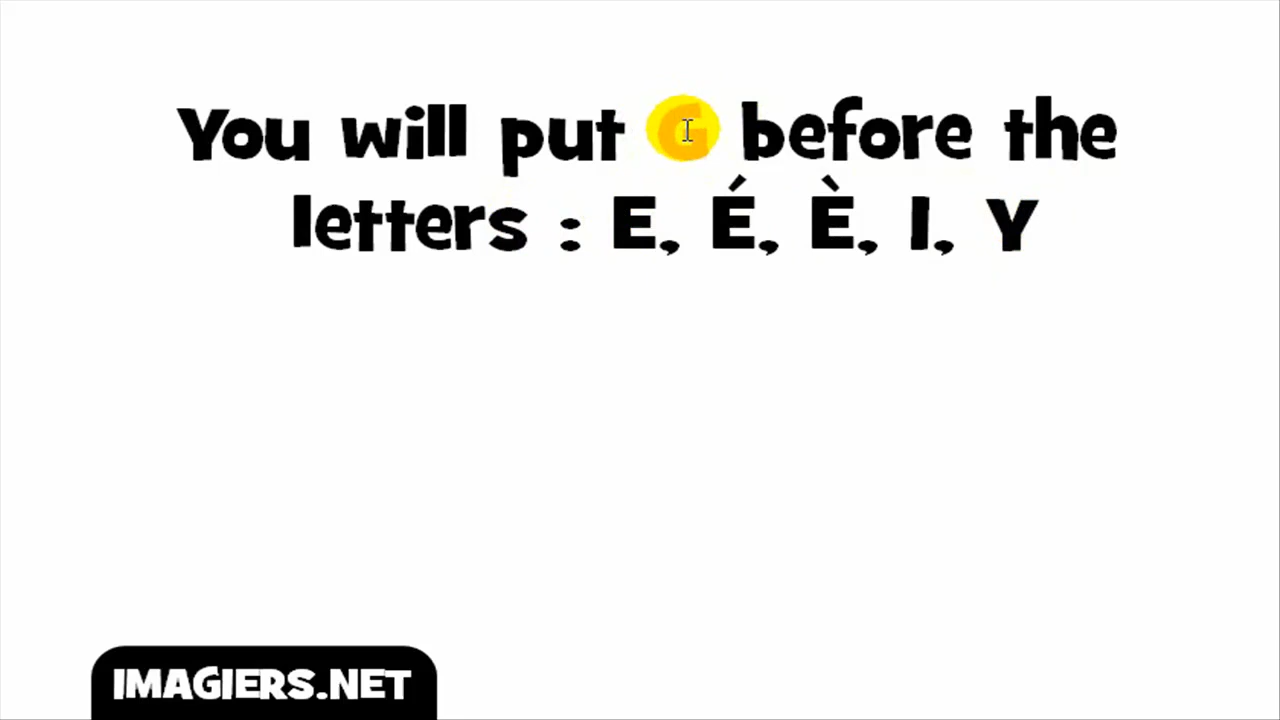 You will put G before the
letters : E, É, È, I, Y
IMAGIERS.NET